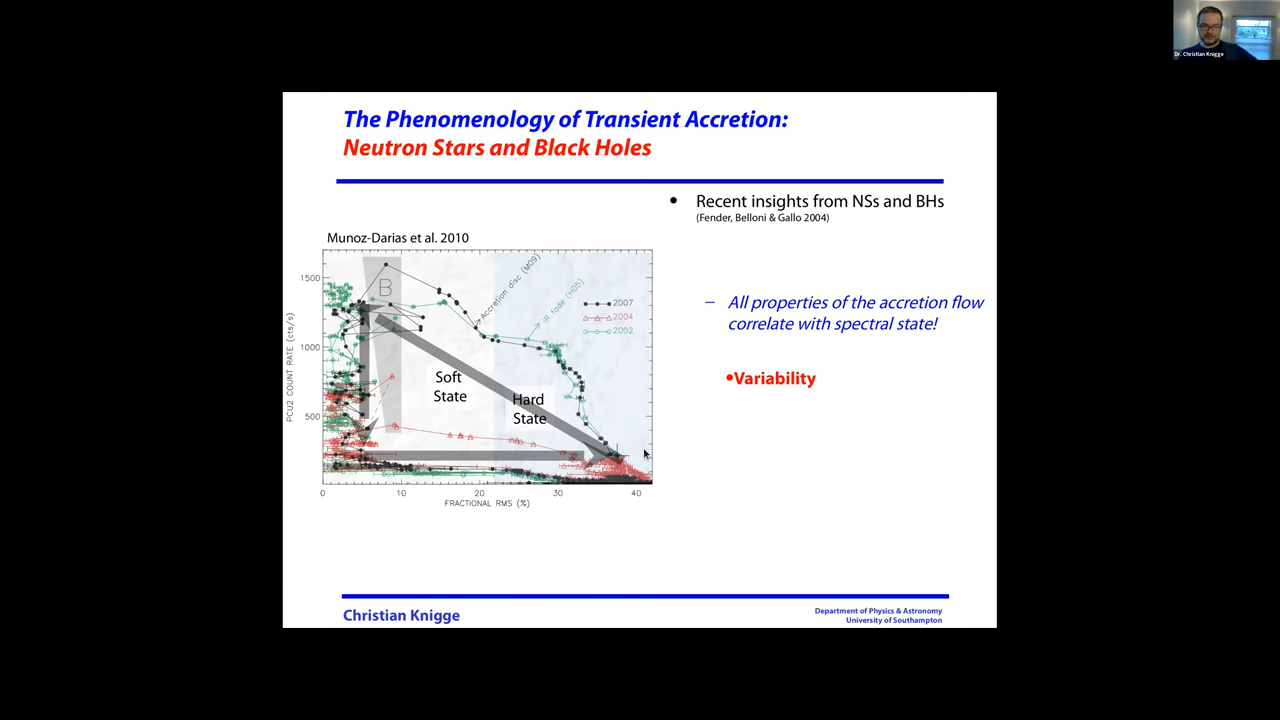 Dr. Christian Knigge
The Phenomenology of Transient Accretion:
Neutron Stars and Black Holes
• Recent insights from NSs and BHs
(Fender, Belloni & Gallo 2004)
Munoz-Darias et al. 2010
– All properties of the accretion flow
correlate with spectral state!
•Variability
1500
1000
500
PCU2 COUNT RATE (cts/s)
B
Accretion disc (M09)
IR fade (H05)
2007
2004
2002
Soft
State
Hard
State
0 10 20 30 40
FRACTIONAL RMS (%)
Christian Knigge
Department of Physics & Astronomy
University of Southampton